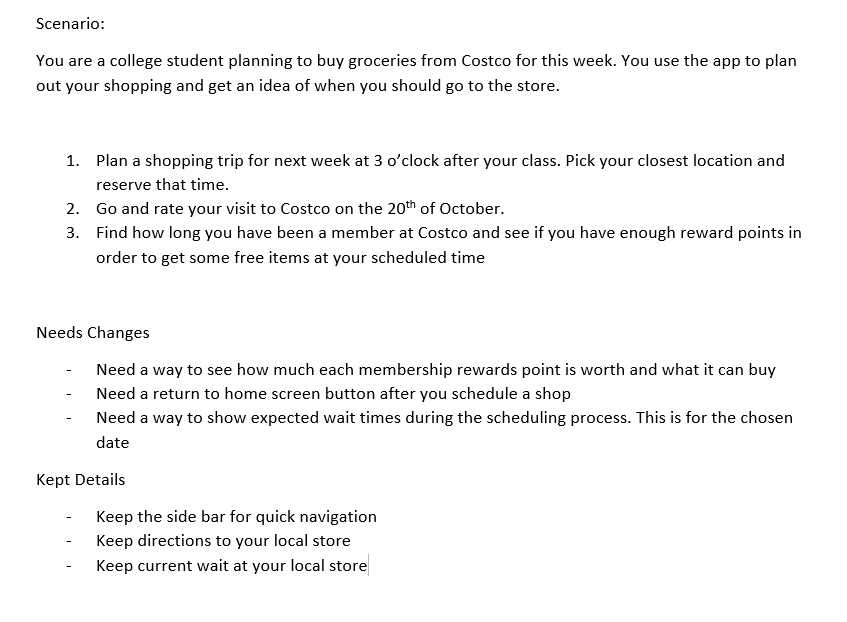 Scenario:
You are a college student planning to buy groceries from Costco for this week. You use the app to plan
out your shopping and get an idea of when you should go to the store.
1. Plan a shopping trip for next week at 3 o’clock after your class. Pick your closest location and
reserve that time.
2. Go and rate your visit to Costco on the 20th of October.
3. Find how long you have been a member at Costco and see if you have enough reward points in
order to get some free items at your scheduled time
Needs Changes
- Need a way to see how much each membership rewards point is worth and what it can buy
- Need a return to home screen button after you schedule a shop
- Need a way to show expected wait times during the scheduling process. This is for the chosen
date
Kept Details
- Keep the side bar for quick navigation
- Keep directions to your local store
- Keep current wait at your local store